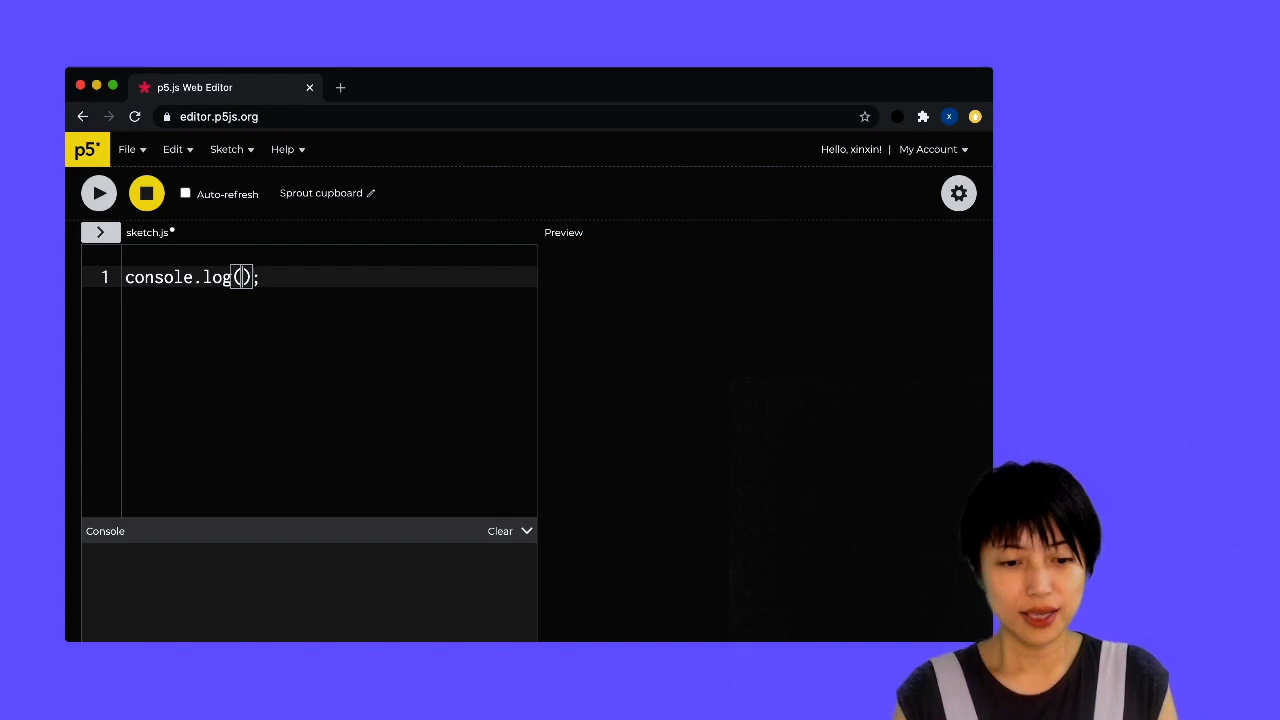 p5.js Web Editor
editor.p5js.org
x
p5*
File
Edit
Sketch
Help
Hello, xinxin! | My Account
Auto-refresh
Sprout cupboard
sketch.js
Preview
1
console.log();
Console
Clear